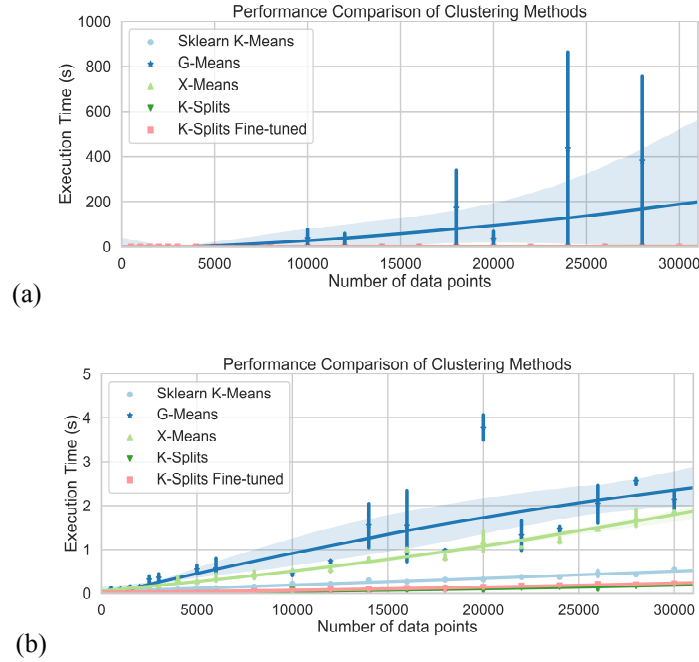 Performance Comparison of Clustering Methods
1000
800
600
400
200
0
Execution Time (s)
Sklearn K-Means
G-Means
X-Means
K-Splits
K-Splits Fine-tuned
0 5000 10000 15000 20000 25000 30000
Number of data points
(a)
Performance Comparison of Clustering Methods
5
4
3
2
1
0
Execution Time (s)
Sklearn K-Means
G-Means
X-Means
K-Splits
K-Splits Fine-tuned
0 5000 10000 15000 20000 25000 30000
Number of data points
(b)